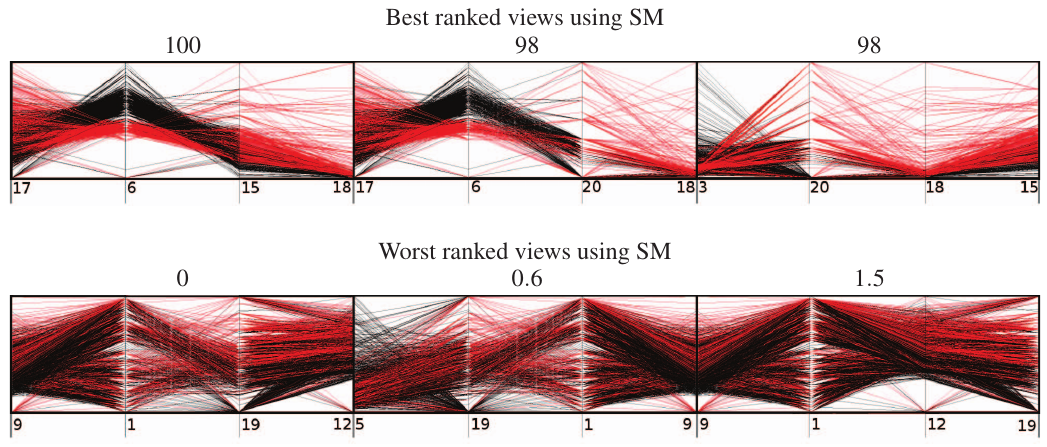 Best ranked views using SM
100 98 98
17 6 15 18 17 6 20 18 3 20 18 15
Worst ranked views using SM
0 0.6 1.5
9 1 19 12 5 19 1 9 9 1 12 19